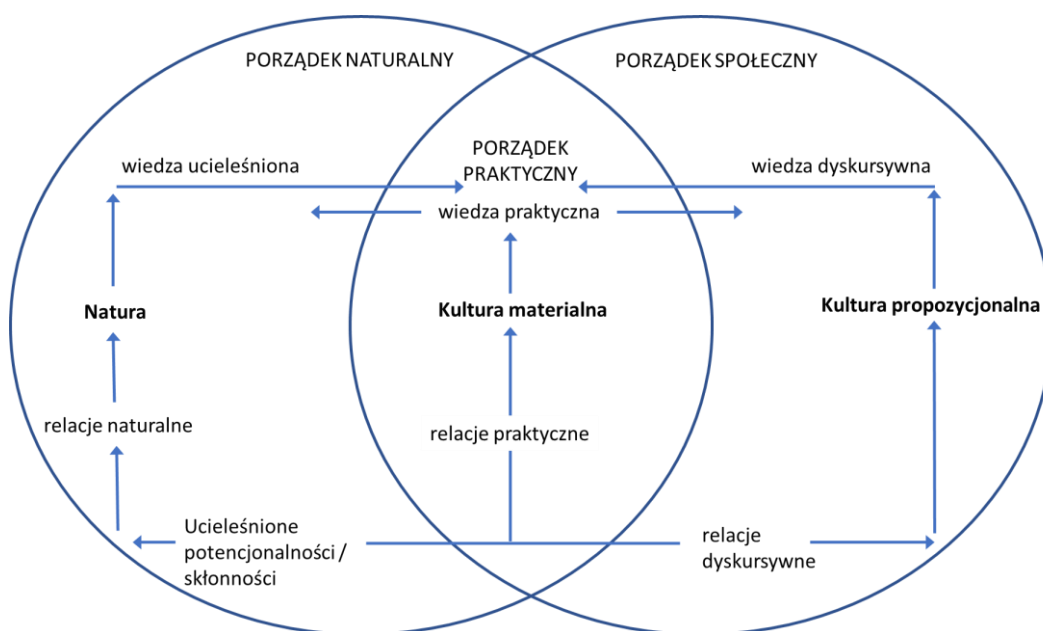 PORZĄDEK NATURALNY
PORZĄDEK SPOŁECZNY
PORZĄDEK
PRAKTYCZNY
wiedza ucieleśniona
wiedza dyskursywna
wiedza praktyczna
Natura
Kultura materialna
Kultura propozycjonalna
relacje naturalne
relacje praktyczne
Ucieleśnione
potencjonalności /
skłonności
relacje
dyskursywne